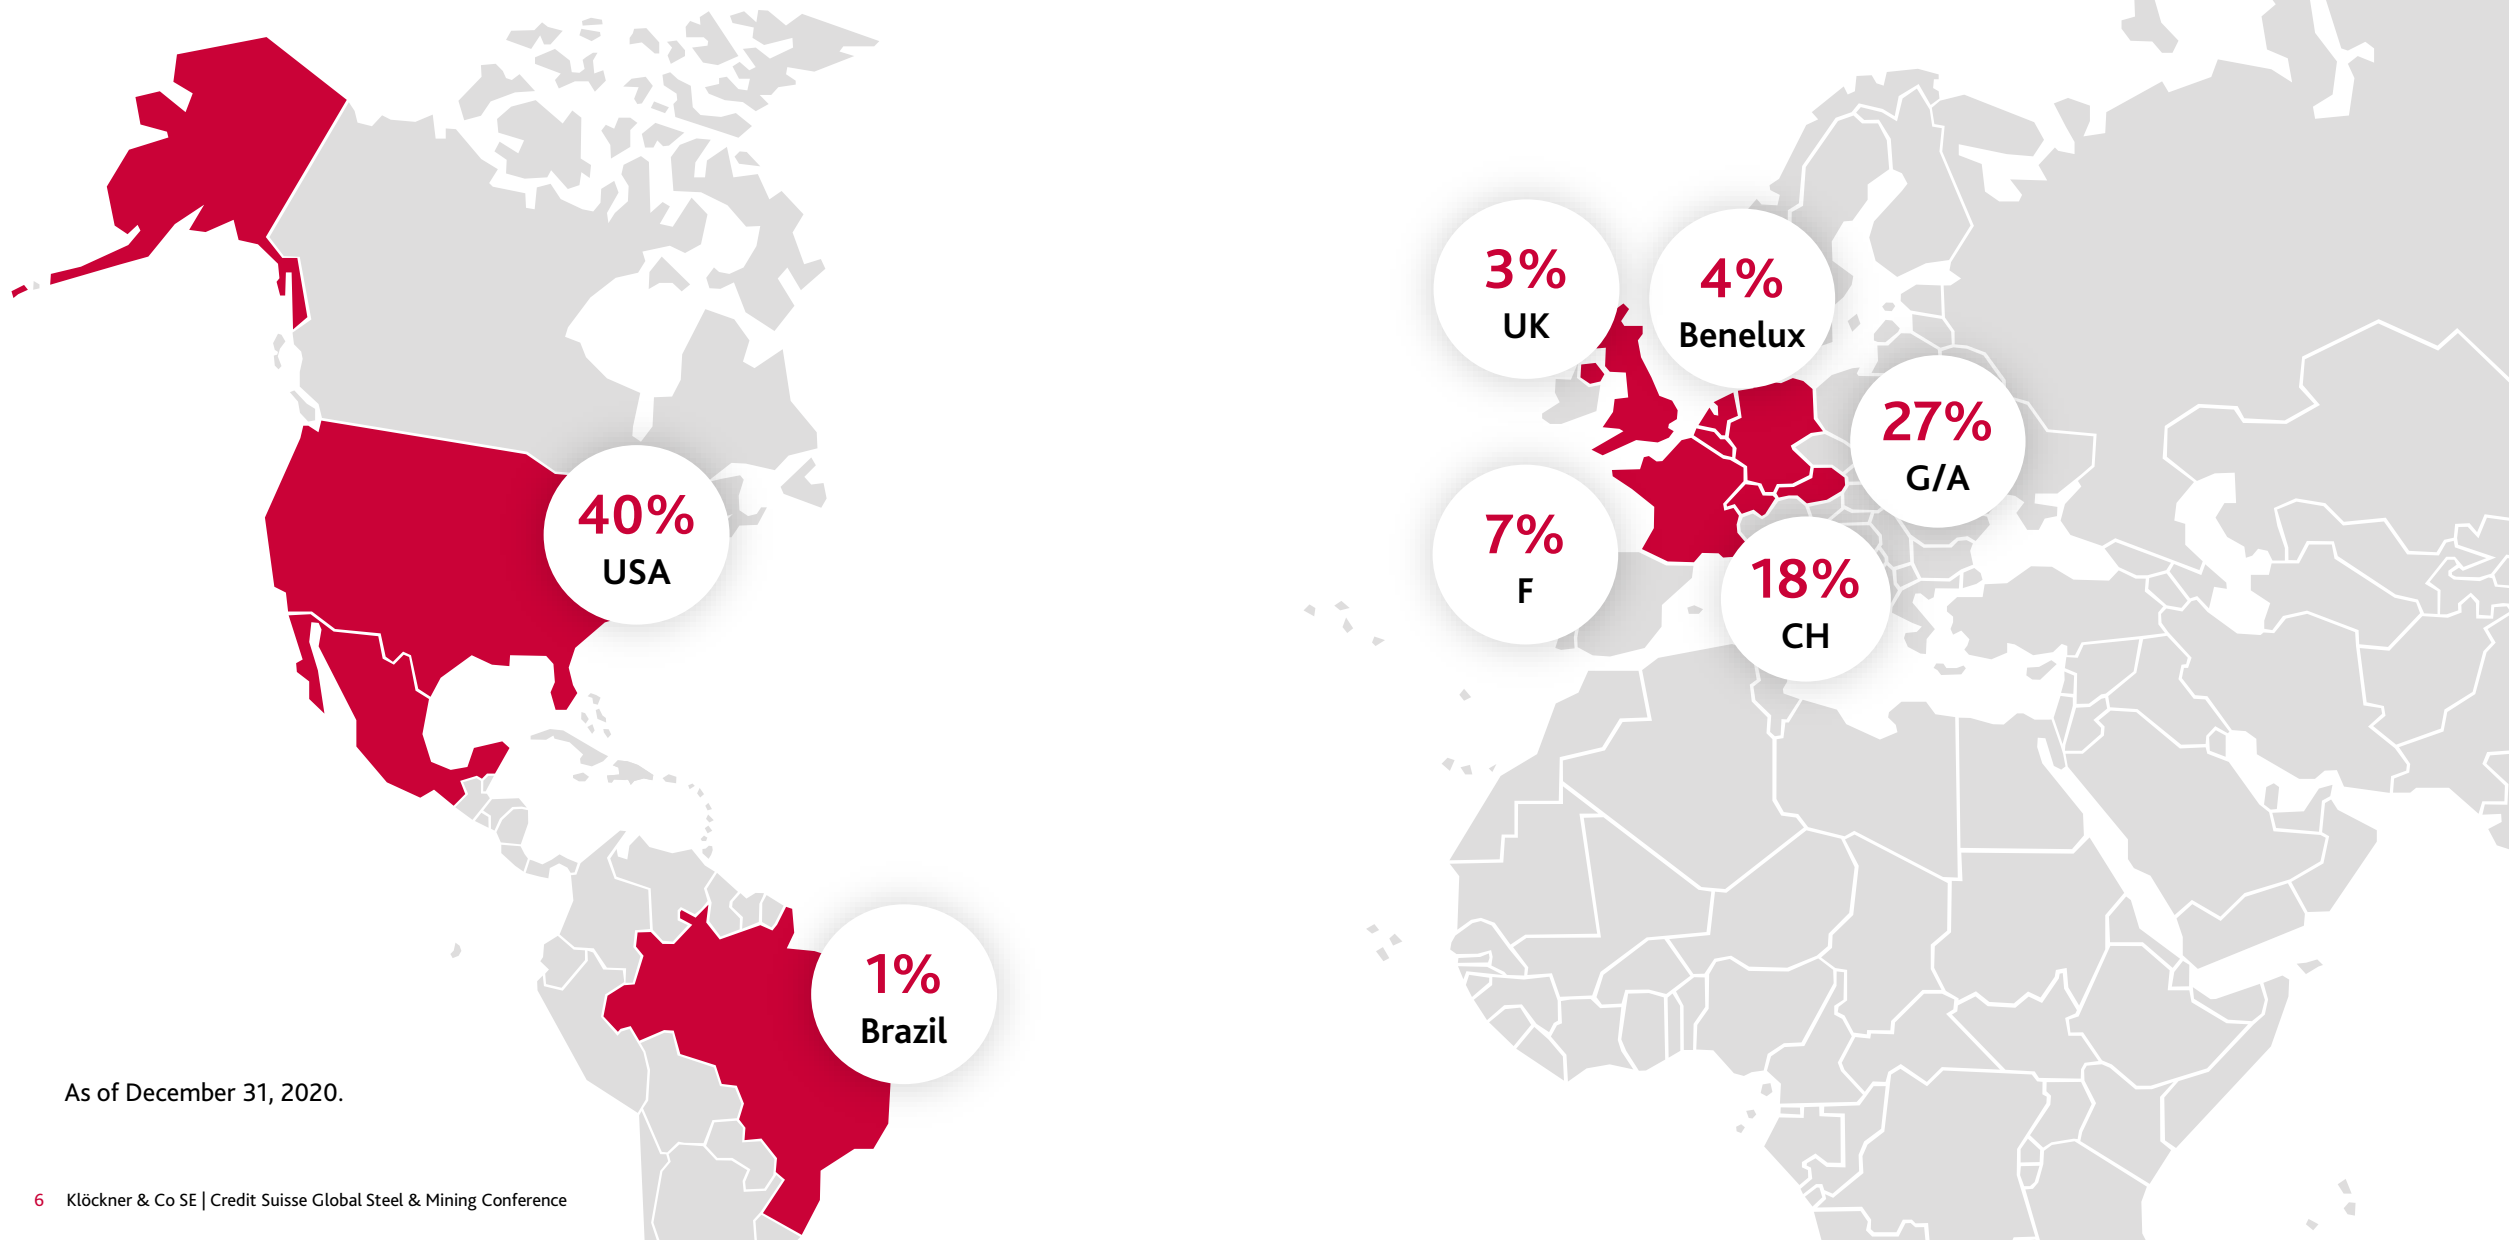 3%
UK
4%
Benelux
27%
G/A
40%
USA
7%
F
18%
CH
1%
Brazil
As of December 31, 2020.
6 Klöckner & Co SE | Credit Suisse Global Steel & Mining Conference